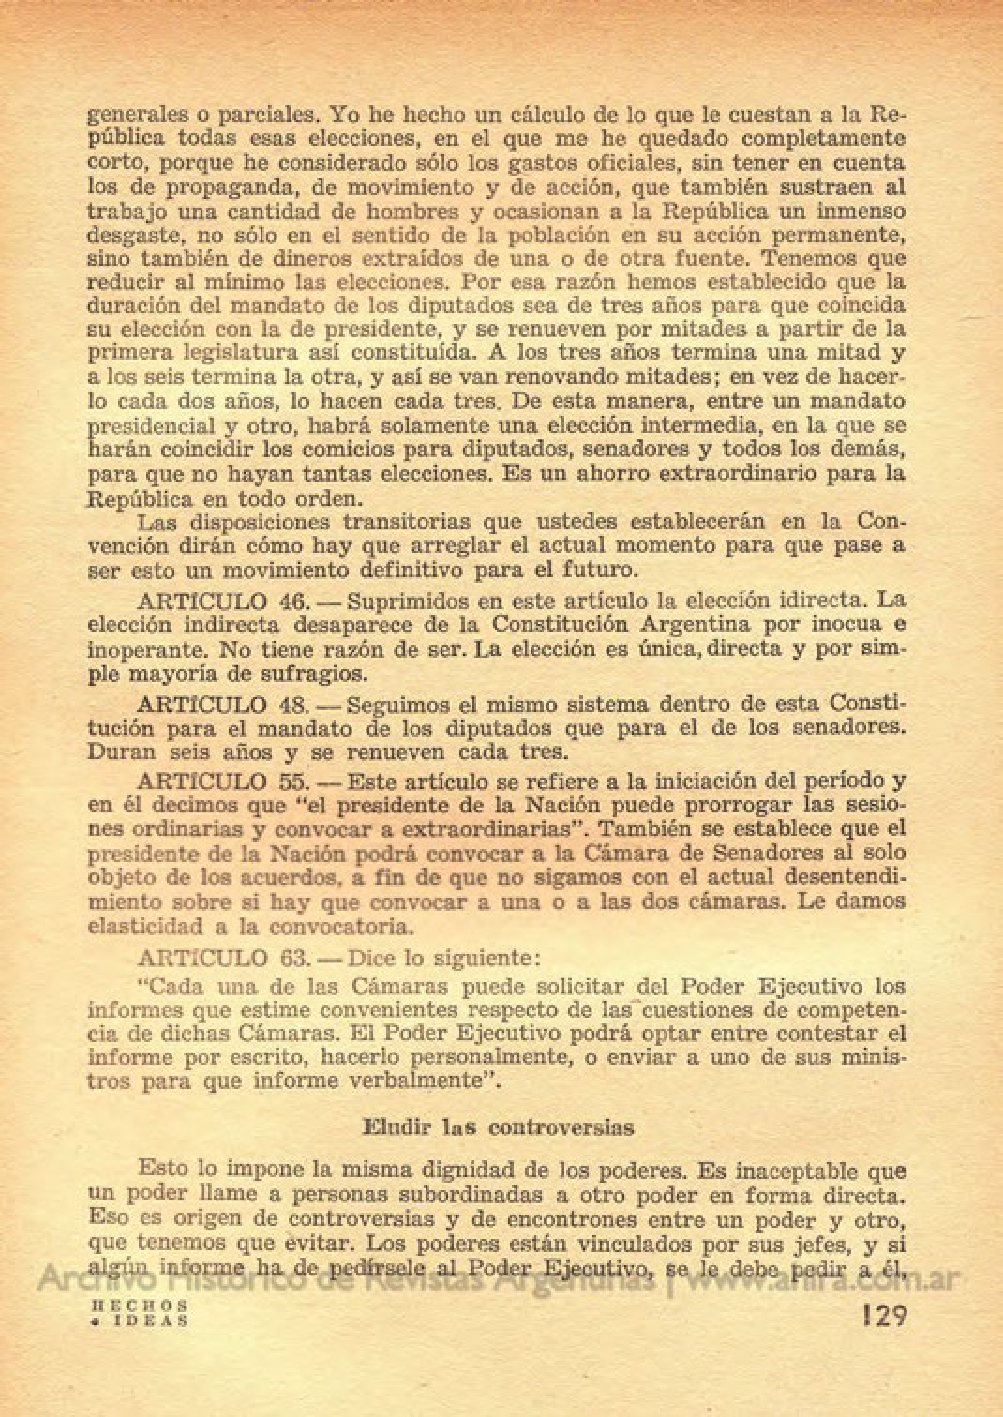 generales o parciales. Yo he hecho un cálculo de lo que le cuestan a la Re-
pública todas esas elecciones, en el que me he quedado completamente
corto, porque he considerado sólo los gastos oficiales, sin tener en cuenta
los de propaganda, de movimiento y de acción, que también sustraen al
trabajo una cantidad de hombres y ocasionan a la República un inmenso
desgaste, no sólo en el sentido de la población en su acción permanente,
sino también de dineros extraídos de una o de otra fuente. Tenemos que
reducir al mínimo las elecciones. Por esa razón hemos establecido que la
duración del mandato de los diputados sea de tres años para que coincida
su elección con la de presidente, y se renueven por mitades a partir de la
primera legislatura así constituída. A los tres años termina una mitad y
a los seis termina la otra, y así se van renovando mitades; en vez de hacer-
lo cada dos años, lo hacen cada tres. De esta manera, entre un mandato
presidencial y otro, habrá solamente una elección intermedia, en la que se
harán coincidir los comicios para diputados, senadores y todos los demás,
para que no hayan tantas elecciones. Es un ahorro extraordinario para la
República en todo orden.
Las disposiciones transitorias que ustedes establecerán en la Con-
vención dirán cómo hay que arreglar el actual momento para que pase a
ser esto un movimiento definitivo para el futuro.
ARTÍCULO 46. — Suprimidos en este artículo la elección idirecta. La
elección indirecta desaparece de la Constitución Argentina por inocua e
inoperante. No tiene razón de ser. La elección es única, directa y por sim-
ple mayoría de sufragios.
ARTÍCULO 48. — Seguimos el mismo sistema dentro de esta Consti-
tución para el mandato de los diputados que para el de los senadores.
Duran seis años y se renueven cada tres.
ARTÍCULO 55. — Este artículo se refiere a la iniciación del período y
en él decimos que "el presidente de la Nación puede prorrogar las sesio-
nes ordinarias y convocar a extraordinarias". También se establece que el
presidente de la Nación podrá convocar a la Cámara de Senadores al solo
objeto de los acuerdos, a fin de que no sigamos con el actual desentendi-
miento sobre si hay que convocar a una o a las dos cámaras. Le damos
elasticidad a la convocatoria.
ARTÍCULO 63. — Dice lo siguiente:
"Cada una de las Cámaras puede solicitar del Poder Ejecutivo los
informes que estime convenientes respecto de las cuestiones de competen-
cia de dichas Cámaras. El Poder Ejecutivo podrá optar entre contestar el
informe por escrito, hacerlo personalmente, o enviar a uno de sus minis-
tros para que informe verbalmente".
Eludir las controversias
Esto lo impone la misma dignidad de los poderes. Es inaceptable que
un poder llame a personas subordinadas a otro poder en forma directa.
Eso es origen de controversias y de encontrones entre un poder y otro,
que tenemos que evitar. Los poderes están vinculados por sus jefes, y si
algún informe ha de pedírsele al Poder Ejecutivo, se le debe pedir a él,
Archivo Histórico de Revistas Argentinas | www.ahira.com.ar
HECHOS
• IDEAS
129